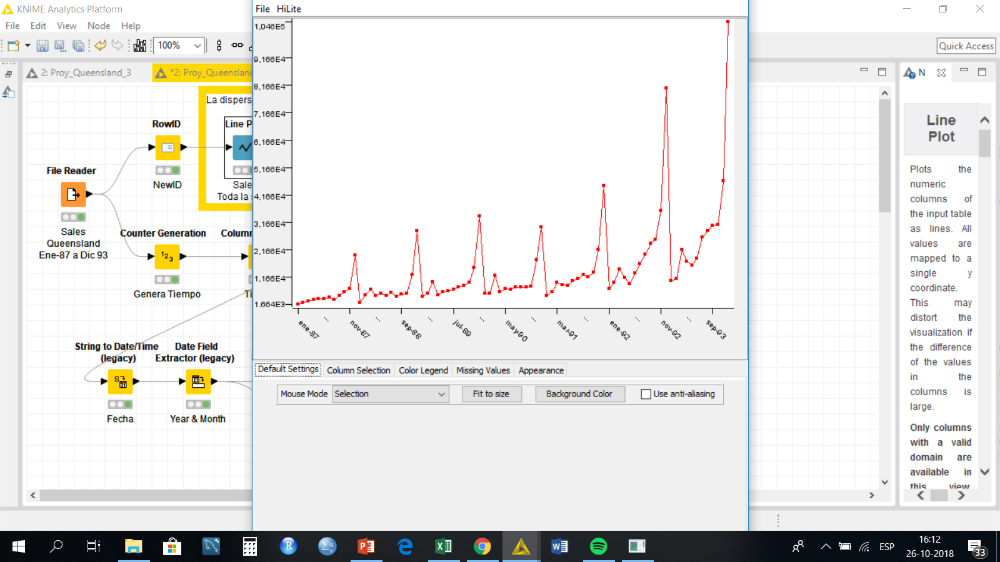 KNIME Analytics Platform
File Edit View Node Help
100%
Quick Access
2: Proy_Queensland_3
*2: Proy_Queensland
La dispers
RowID
Line P
NewID
Sale
Toda la s
File Reader
Sales
Queensland
Ene-87 a Dic 93
Counter Generation
Column
Genera Tiempo
Ti
String to Date/Time
(legacy)
Date Field
Extractor (legacy)
Fecha
Year & Month
File HiLite
1,046E5
9,166E4
8,166E4
7,166E4
6,166E4
5,166E4
4,166E4
3,166E4
2,166E4
1,166E4
1.664E3
ene-87 ... nov-87 ... sep-88 ... jul-89 ... may-90 ... mar-91 ... ene-92 ... nov-92 ... sep-93
Default Settings Column Selection Color Legend Missing Values Appearance
Mouse Mode Selection Fit to size Background Color Use anti-aliasing
N
Line
Plot
Plots the
numeric
columns of
the input table
as lines. All
values are
mapped to a
single y
coordinate.
This may
distort the
visualization if
the difference
of the values
in the
columns is
large.
Only columns
with a valid
domain are
available in
this view.
ESP
16:12
26-10-2018
33